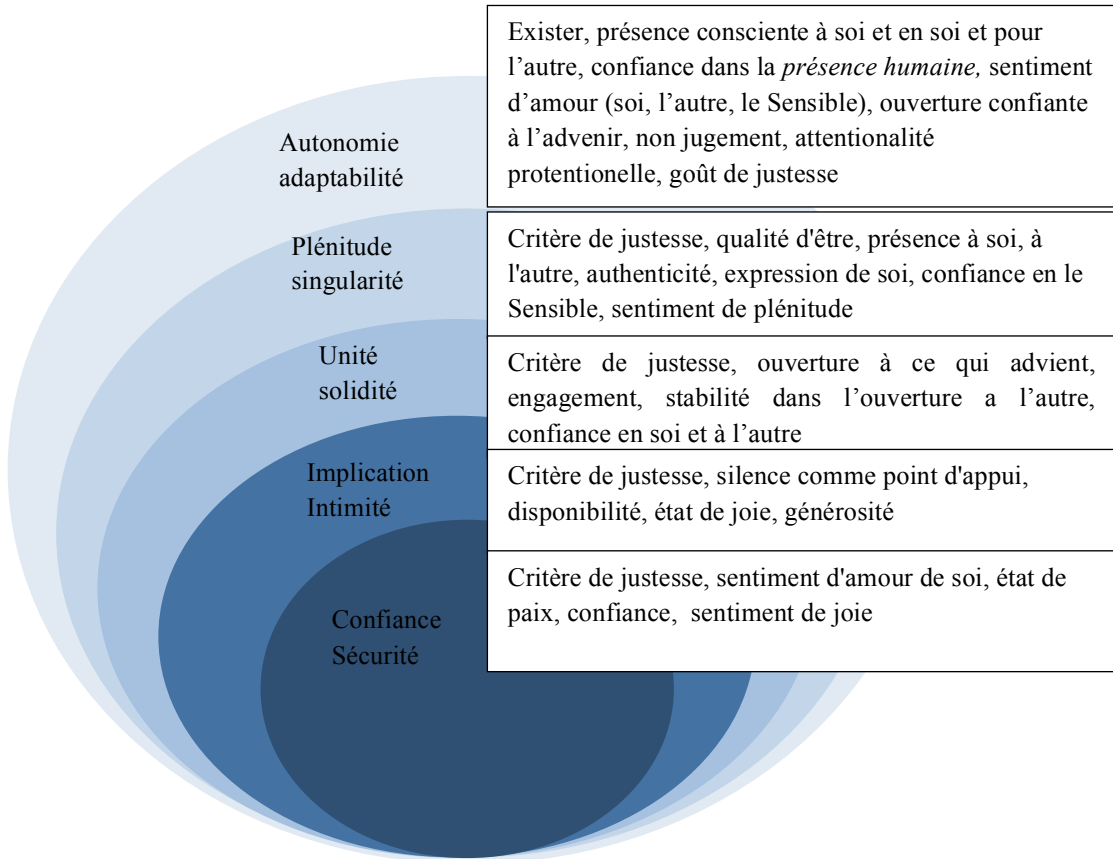 Autonomie
adaptabilité
Exister, présence consciente à soi et en soi et pour
l’autre, confiance dans la présence humaine, sentiment
d’amour (soi, l’autre, le Sensible), ouverture confiante
à l’advenir, non jugement, attentionalité
protentionelle, goût de justesse
Plénitude
singularité
Critère de justesse, qualité d'être, présence à soi, à
l'autre, authenticité, expression de soi, confiance en le
Sensible, sentiment de plénitude
Unité
solidité
Critère de justesse, ouverture à ce qui advient,
engagement, stabilité dans l’ouverture a l’autre,
confiance en soi et à l’autre
Implication
Intimité
Critère de justesse, silence comme point d'appui,
disponibilité, état de joie, générosité
Confiance
Sécurité
Critère de justesse, sentiment d'amour de soi, état de
paix, confiance, sentiment de joie